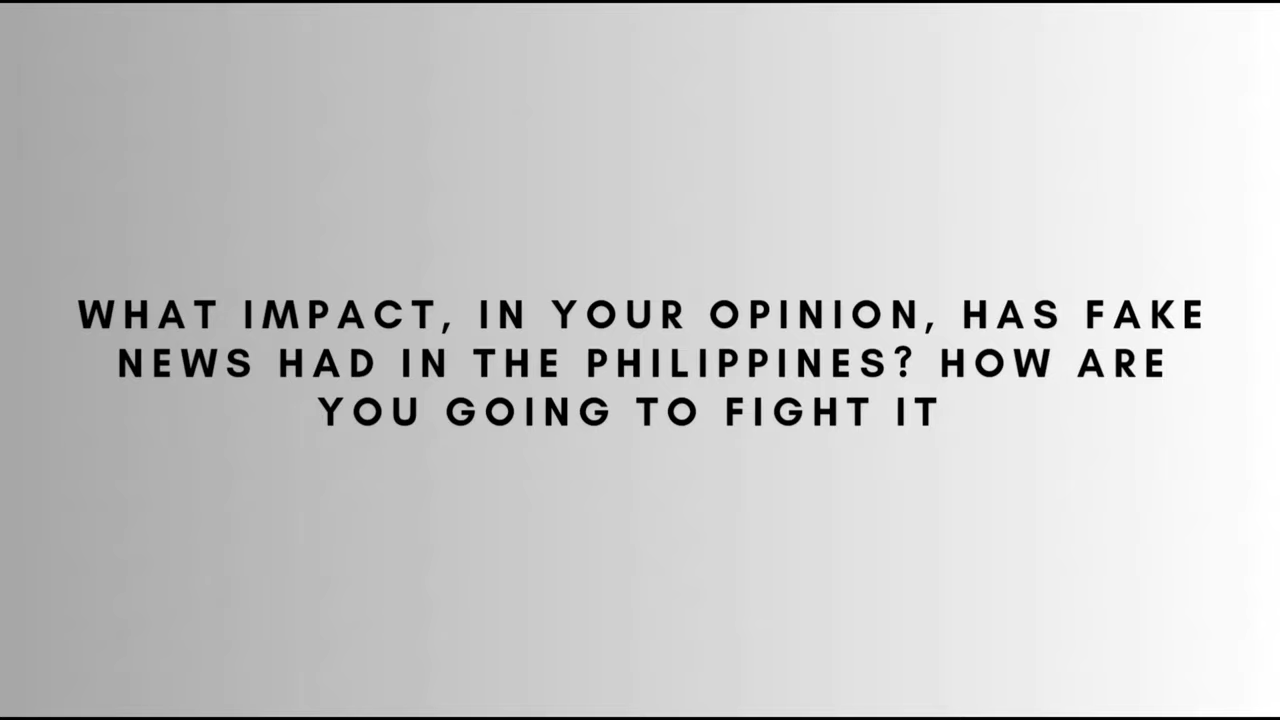 WHAT IMPACT, IN YOUR OPINION, HAS FAKE
NEWS HAD IN THE PHILIPPINES? HOW ARE
YOU GOING TO FIGHT IT